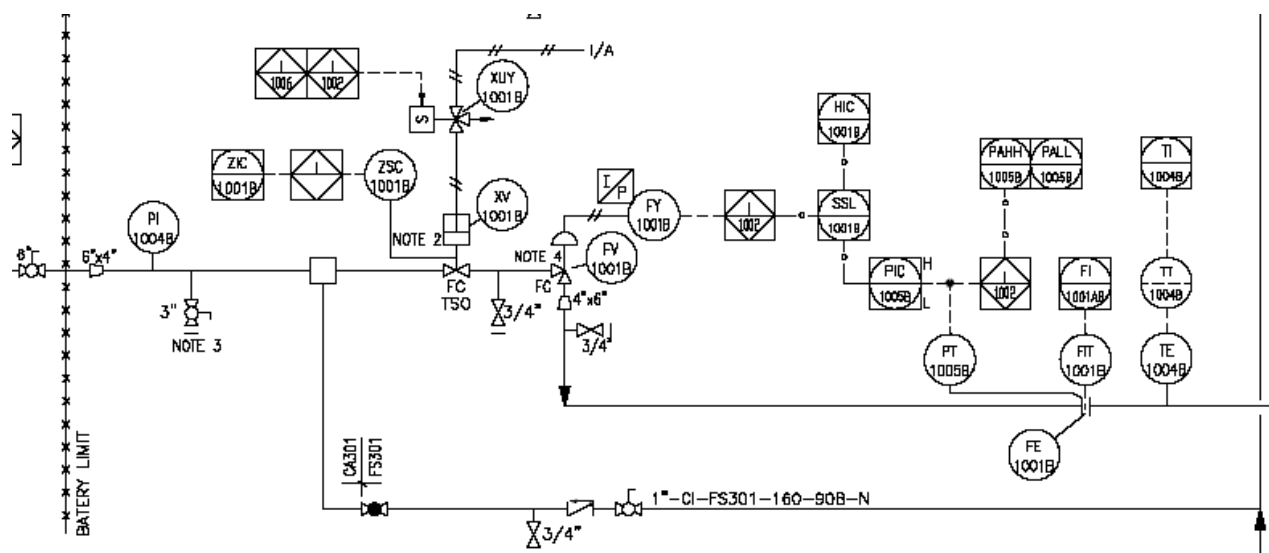 I/A
I
1006
I
1002
XUY
1001B
S
HIC
1001B
ZIC
1001B
I
ZSC
1001B
XV
1001B
I
P
FY
1001B
I
1002
SSL
1001B
PAHH
1005B
PALL
1005B
TI
1004B
PI
1004B
NOTE 2
NOTE 4
FV
1001B
PIC
1005B
H
L
I
1002
FI
1001AB
TT
1004B
6"x4"
FC
TSO
FC
4"x6"
3"
NOTE 3
3/4"
3/4"
PT
1005B
FIT
1001B
TE
1004B
FE
1001B
BATERY LIMIT
CA301
FS301
1"-CI-FS301-160-90B-N
3/4"